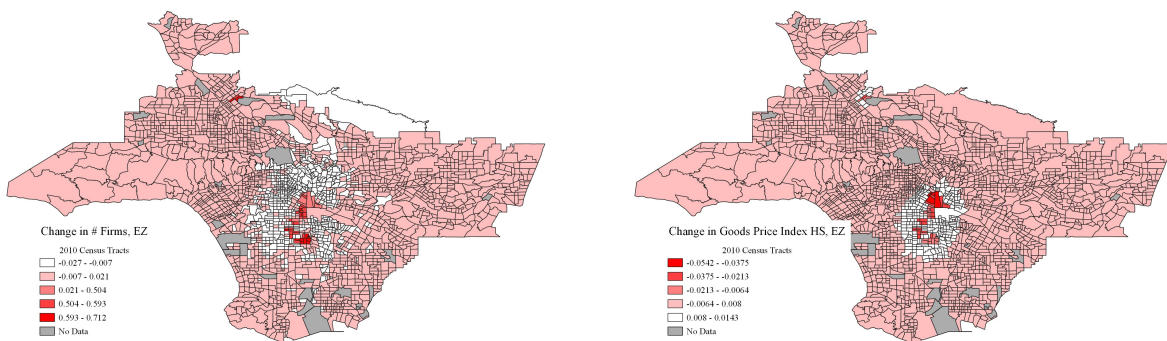 Change in # Firms, EZ
2010 Census Tracts
-0.027 - -0.007
-0.007 - 0.021
0.021 - 0.504
0.504 - 0.593
0.593 - 0.712
No Data
Change in Goods Price Index HS, EZ
2010 Census Tracts
-0.0542 - -0.0375
-0.0375 - -0.0213
-0.0213 - -0.0064
-0.0064 - 0.008
0.008 - 0.0143
No Data